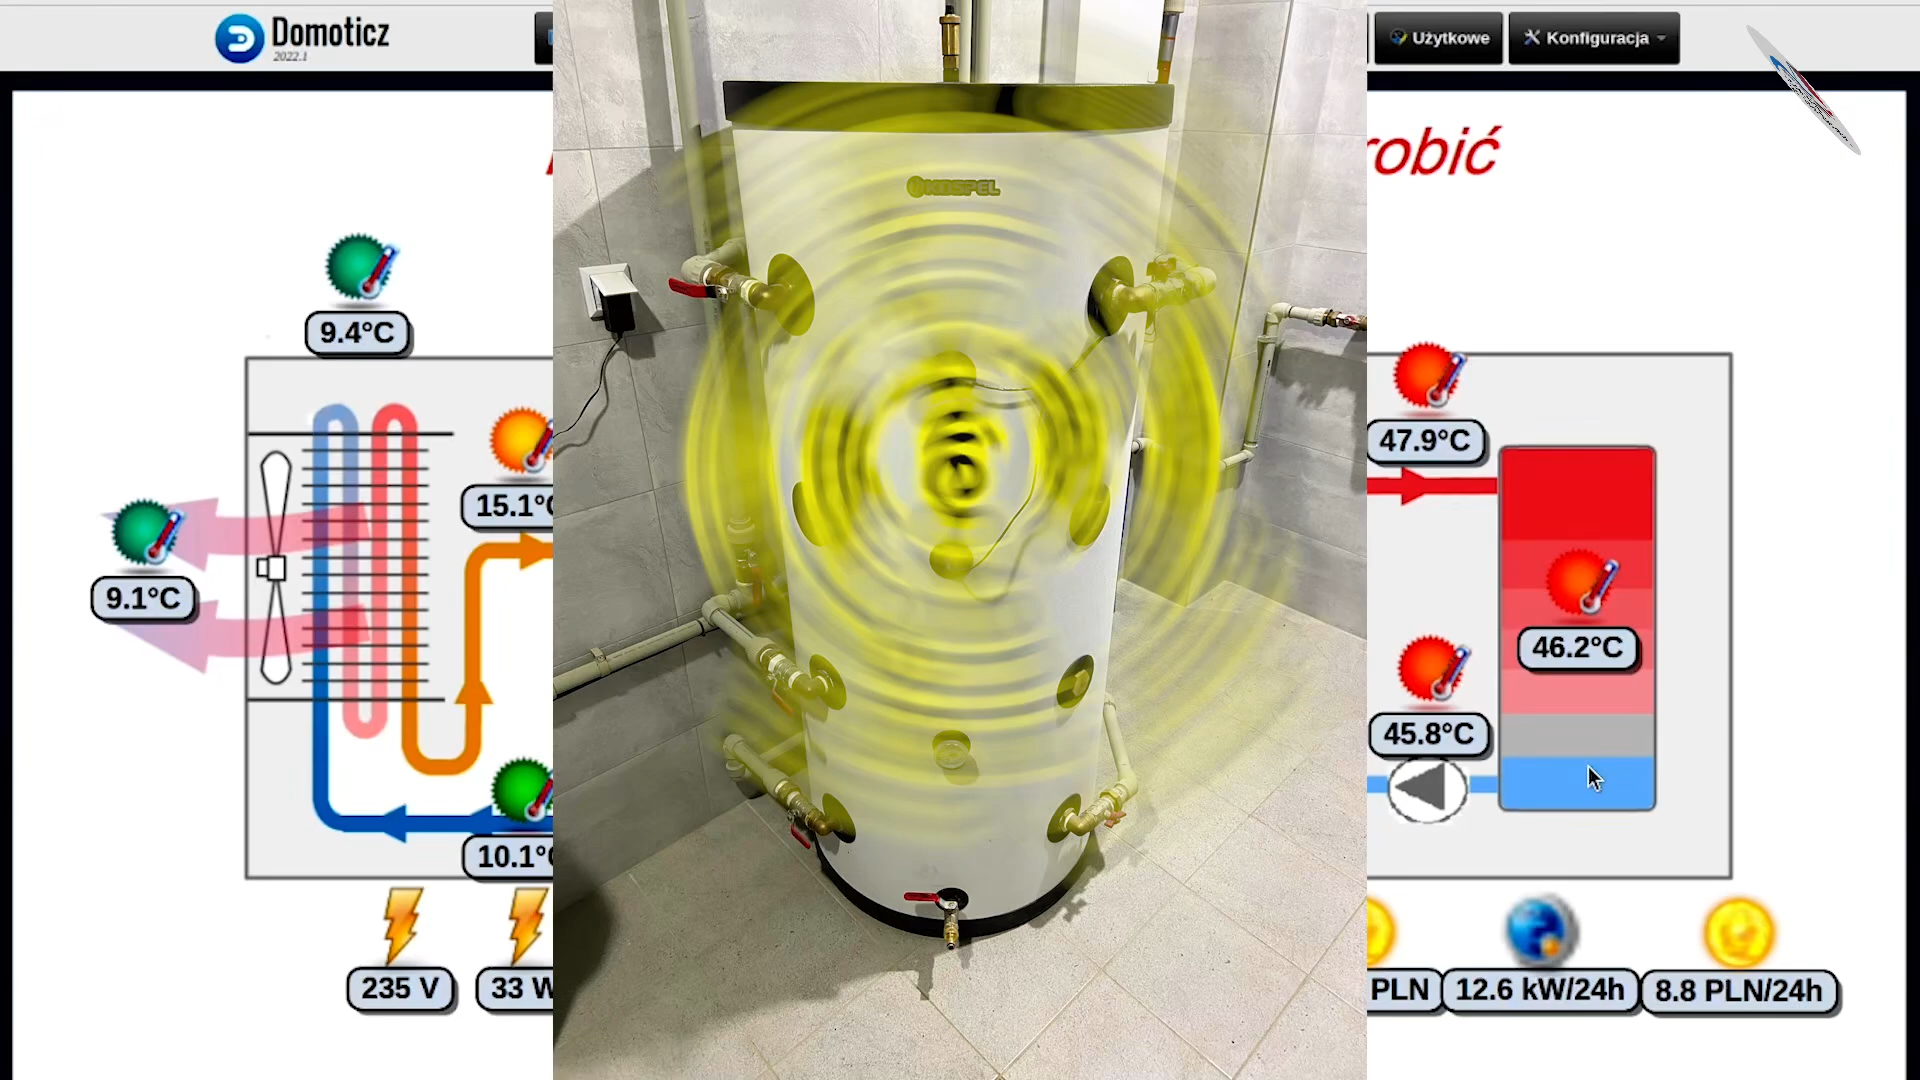 Domoticz
2022.1
Użytkowe
Konfiguracja
robić
KOSPEL
9.4°C
47.9°C
15.1°C
9.1°C
46.2°C
45.8°C
10.1°C
235 V
33 W
PLN
12.6 kW/24h
8.8 PLN/24h